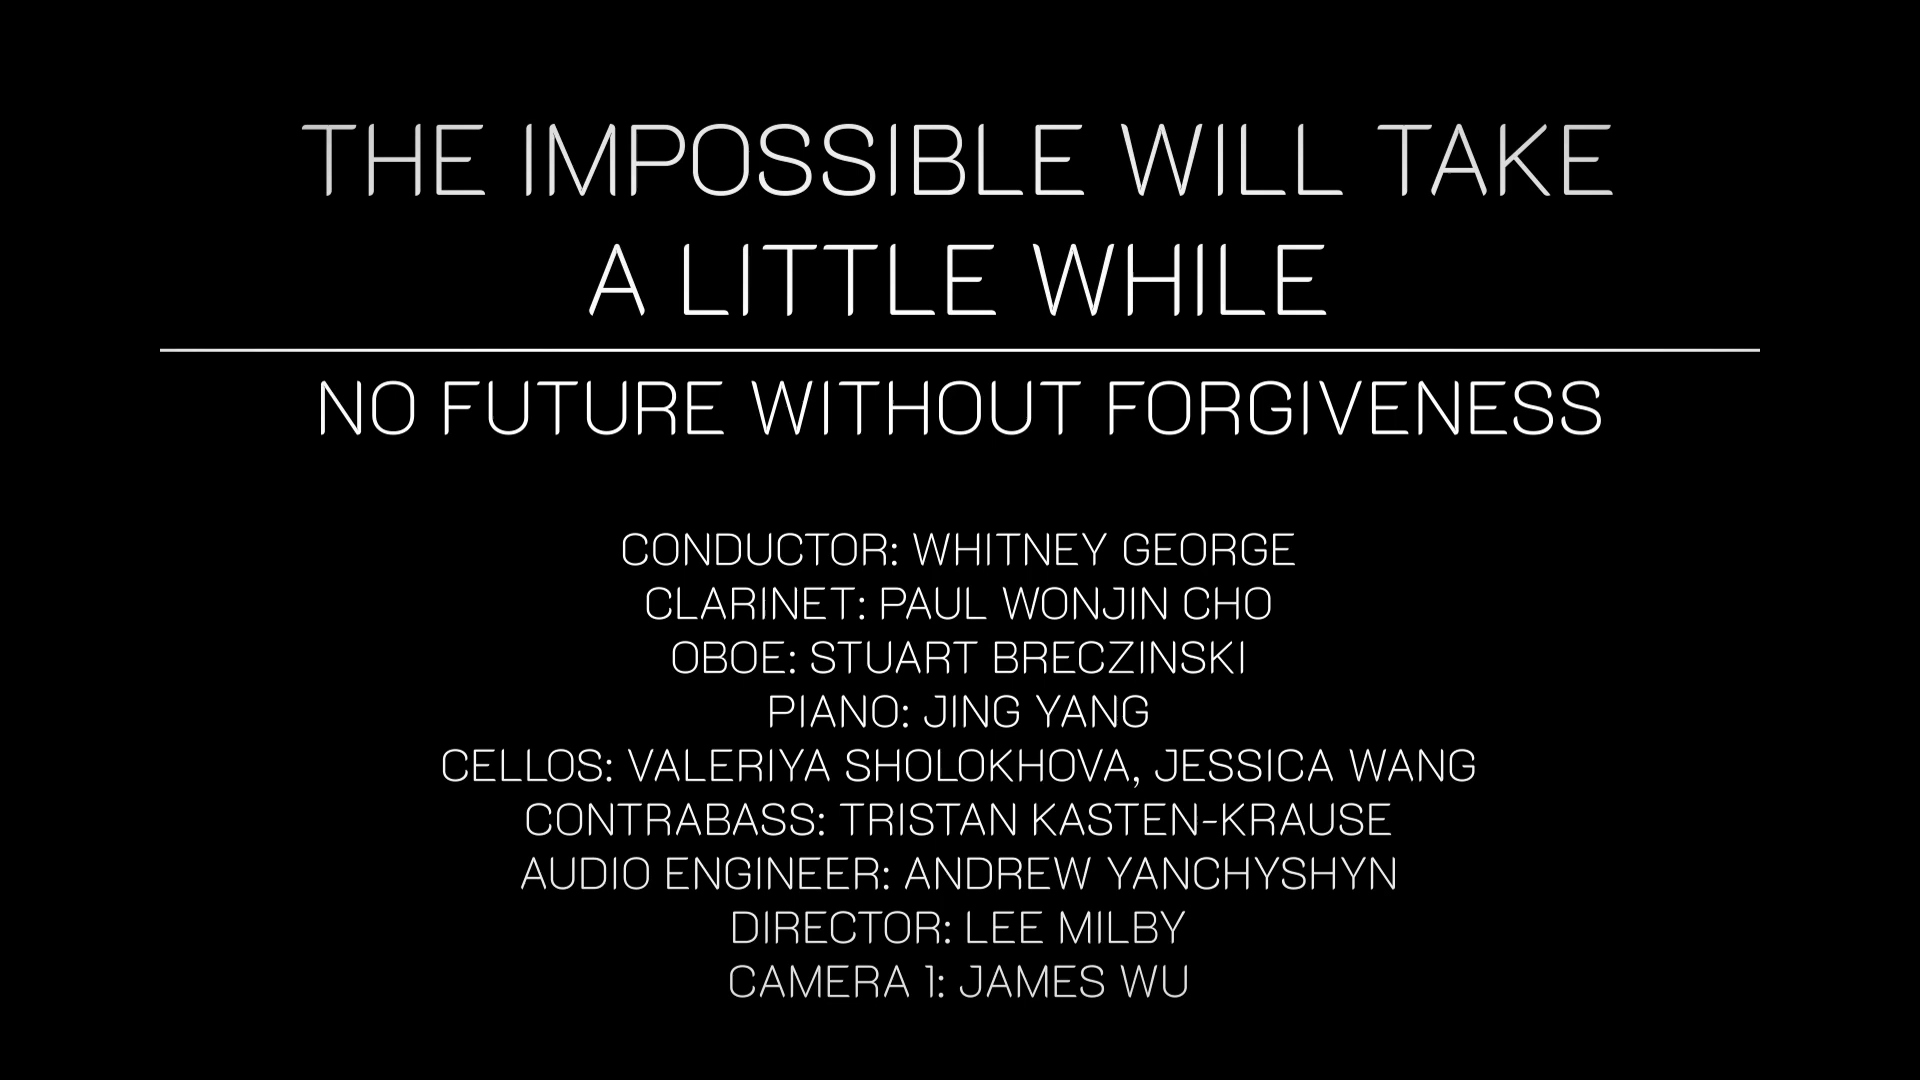 THE IMPOSSIBLE WILL TAKE
A LITTLE WHILE
NO FUTURE WITHOUT FORGIVENESS
CONDUCTOR: WHITNEY GEORGE
CLARINET: PAUL WONJIN CHO
OBOE: STUART BRECZINSKI
PIANO: JING YANG
CELLOS: VALERIYA SHOLOKHOVA, JESSICA WANG
CONTRABASS: TRISTAN KASTEN-KRAUSE
AUDIO ENGINEER: ANDREW YANCHYSHYN
DIRECTOR: LEE MILBY
CAMERA 1: JAMES WU